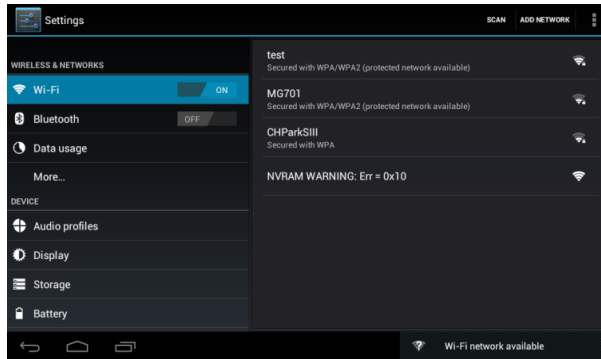 Settings
SCAN ADD NETWORK
WIRELESS & NETWORKS
Wi-Fi ON
Bluetooth OFF
Data usage
More...
DEVICE
Audio profiles
Display
Storage
Battery
test
Secured with WPA/WPA2 (protected network available)
MG701
Secured with WPA/WPA2 (protected network available)
CHParkSIII
Secured with WPA
NVRAM WARNING: Err = 0x10
Wi-Fi network available